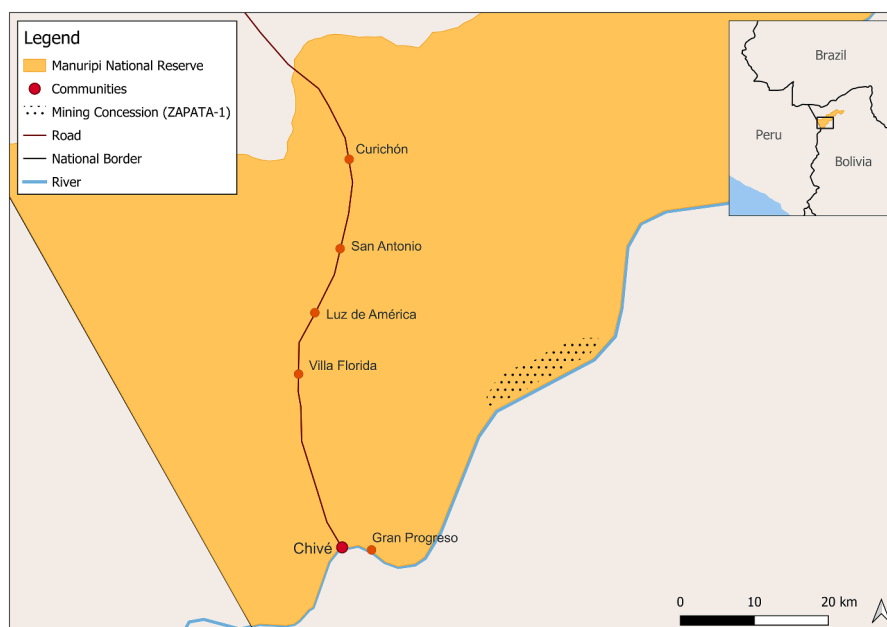 Legend
Manuripi National Reserve
Communities
Mining Concession (ZAPATA-1)
Road
National Border
River
Brazil
Peru
Bolivia
Curichón
San Antonio
Luz de América
Villa Florida
Chivé
Gran Progreso
0 10 20 km